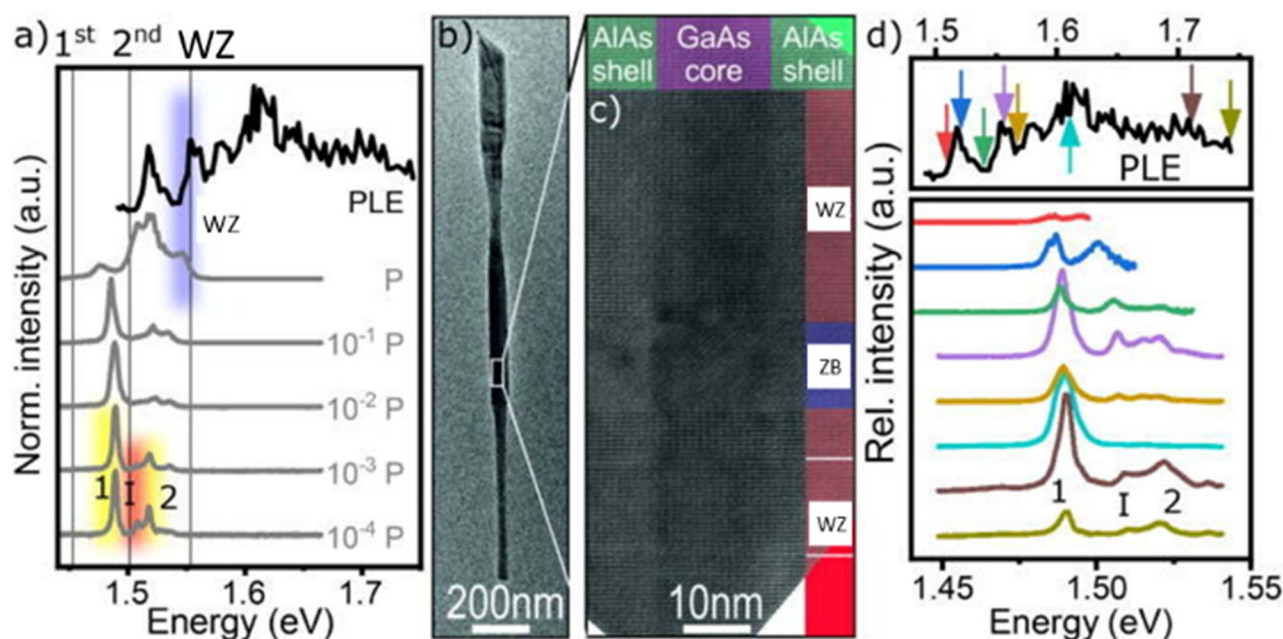 a)
1st 2nd WZ
Norm. intensity (a.u.)
PLE
WZ
P
10-1 P
10-2 P
10-3 P
10-4 P
1 I 2
1.5 1.6 1.7
Energy (eV)
b)
200nm
AlAs shell
GaAs core
AlAs shell
c)
WZ
ZB
WZ
10nm
d)
1.5 1.6 1.7
PLE
Rel. intensity (a.u.)
1 I 2
1.45 1.50 1.55
Energy (eV)